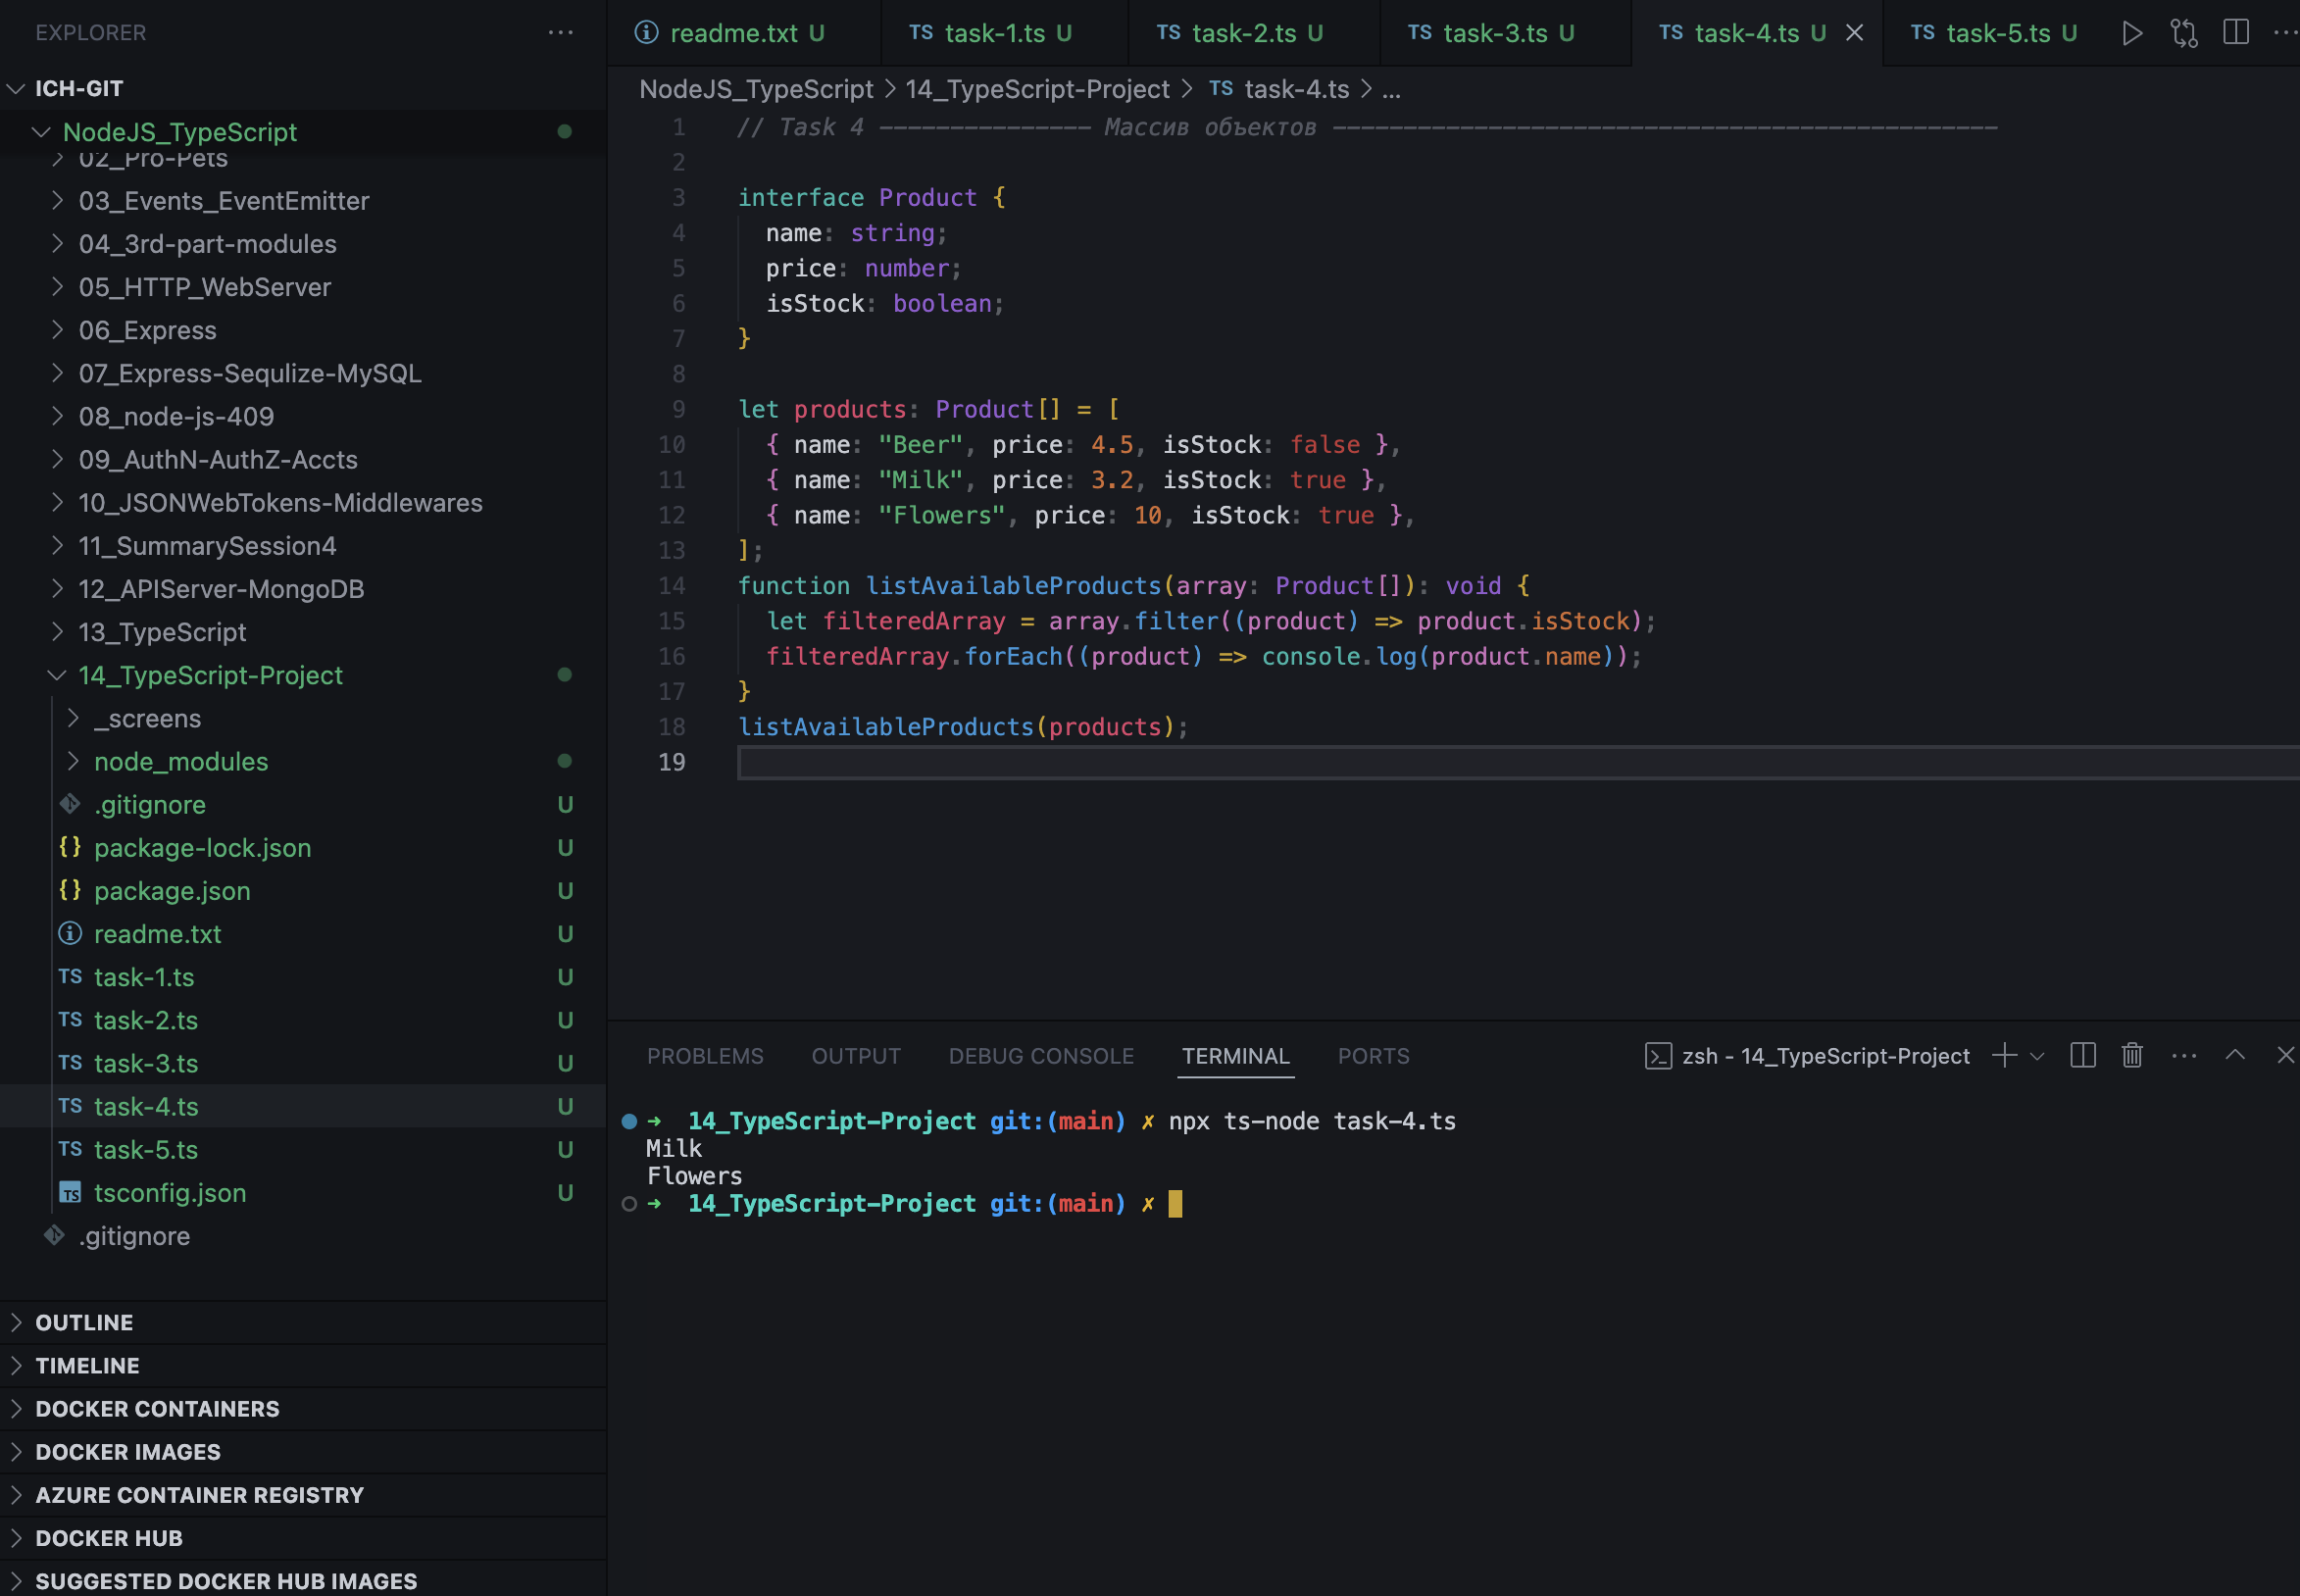 EXPLORER
ICH-GIT
NodeJS_TypeScript
02_Pro-Pets
03_Events_EventEmitter
04_3rd-part-modules
05_HTTP_WebServer
06_Express
07_Express-Sequlize-MySQL
08_node-js-409
09_AuthN-AuthZ-Accts
10_JSONWebTokens-Middlewares
11_SummarySession4
12_APIServer-MongoDB
13_TypeScript
14_TypeScript-Project
_screens
node_modules
.gitignore U
package-lock.json U
package.json U
readme.txt U
TS task-1.ts U
TS task-2.ts U
TS task-3.ts U
TS task-4.ts U
TS task-5.ts U
TS tsconfig.json U
.gitignore
OUTLINE
TIMELINE
DOCKER CONTAINERS
DOCKER IMAGES
AZURE CONTAINER REGISTRY
DOCKER HUB
SUGGESTED DOCKER HUB IMAGES
readme.txt U TS task-1.ts U TS task-2.ts U TS task-3.ts U TS task-4.ts U TS task-5.ts U
NodeJS_TypeScript > 14_TypeScript-Project > TS task-4.ts > ...
1 // Task 4 --------------- Массив объектов -----------------------------------------------
2
3 interface Product {
4 name: string;
5 price: number;
6 isStock: boolean;
7 }
8
9 let products: Product[] = [
10 { name: "Beer", price: 4.5, isStock: false },
11 { name: "Milk", price: 3.2, isStock: true },
12 { name: "Flowers", price: 10, isStock: true },
13 ];
14 function listAvailableProducts(array: Product[]): void {
15 let filteredArray = array.filter((product) => product.isStock);
16 filteredArray.forEach((product) => console.log(product.name));
17 }
18 listAvailableProducts(products);
19
PROBLEMS OUTPUT DEBUG CONSOLE TERMINAL PORTS zsh - 14_TypeScript-Project
➜ 14_TypeScript-Project git:(main) ✗ npx ts-node task-4.ts
Milk
Flowers
➜ 14_TypeScript-Project git:(main) ✗